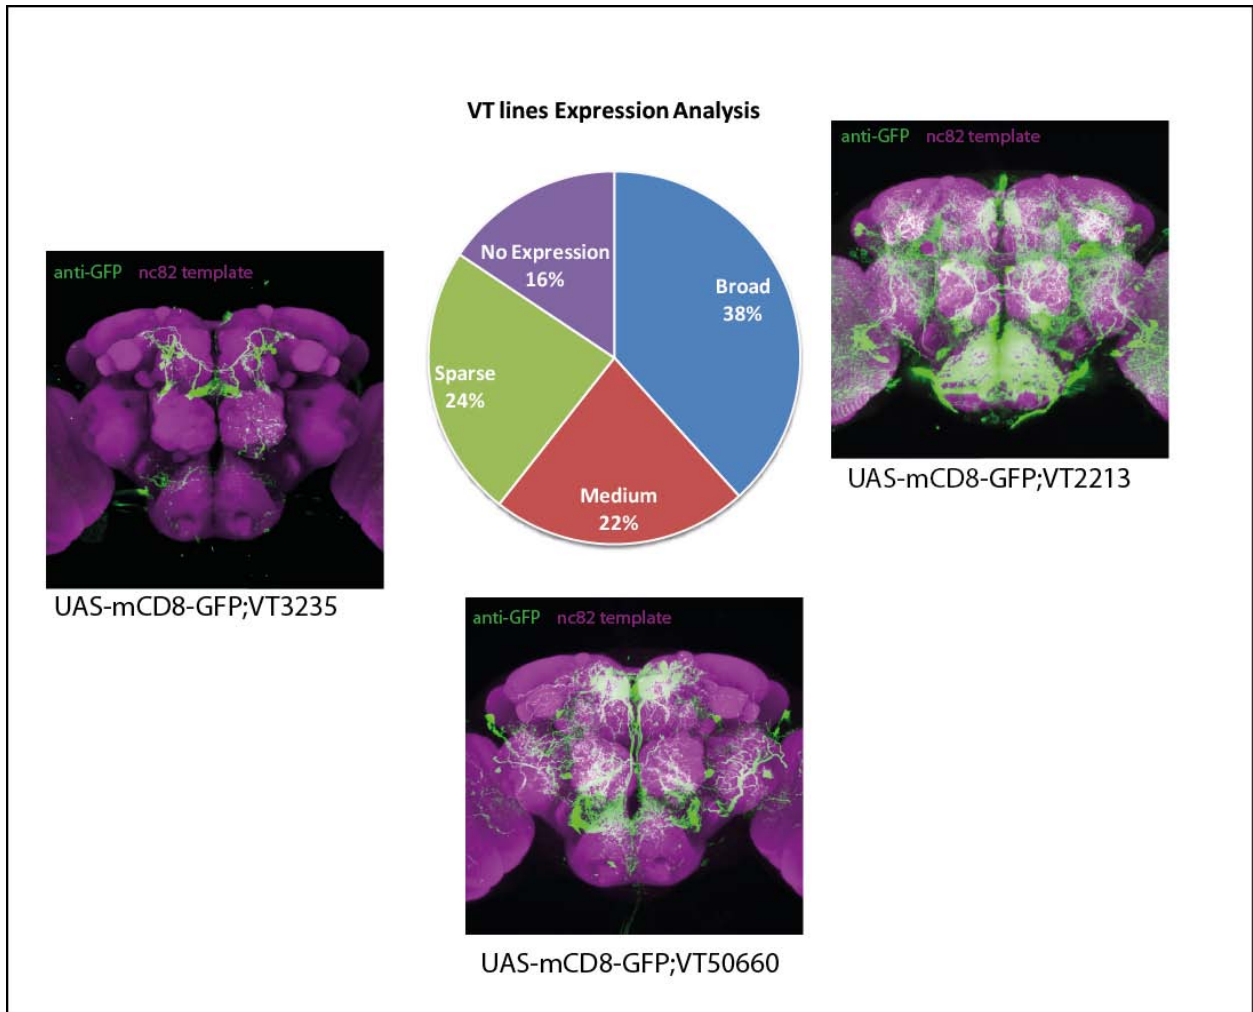 VT lines Expression Analysis
anti-GFP nc82 template
No Expression
16%
Broad
38%
anti-GFP nc82 template
Sparse
24%
Medium
22%
UAS-mCD8-GFP;VT2213
UAS-mCD8-GFP;VT3235
anti-GFP nc82 template
UAS-mCD8-GFP;VT50660